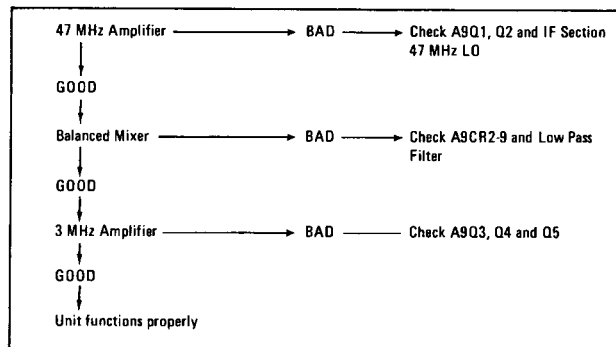 47 MHz Amplifier BAD Check A9Q1, Q2 and IF Section
47 MHz LO
GOOD
Balanced Mixer BAD Check A9CR2-9 and Low Pass
Filter
GOOD
3 MHz Amplifier BAD Check A9Q3, Q4 and Q5
GOOD
Unit functions properly